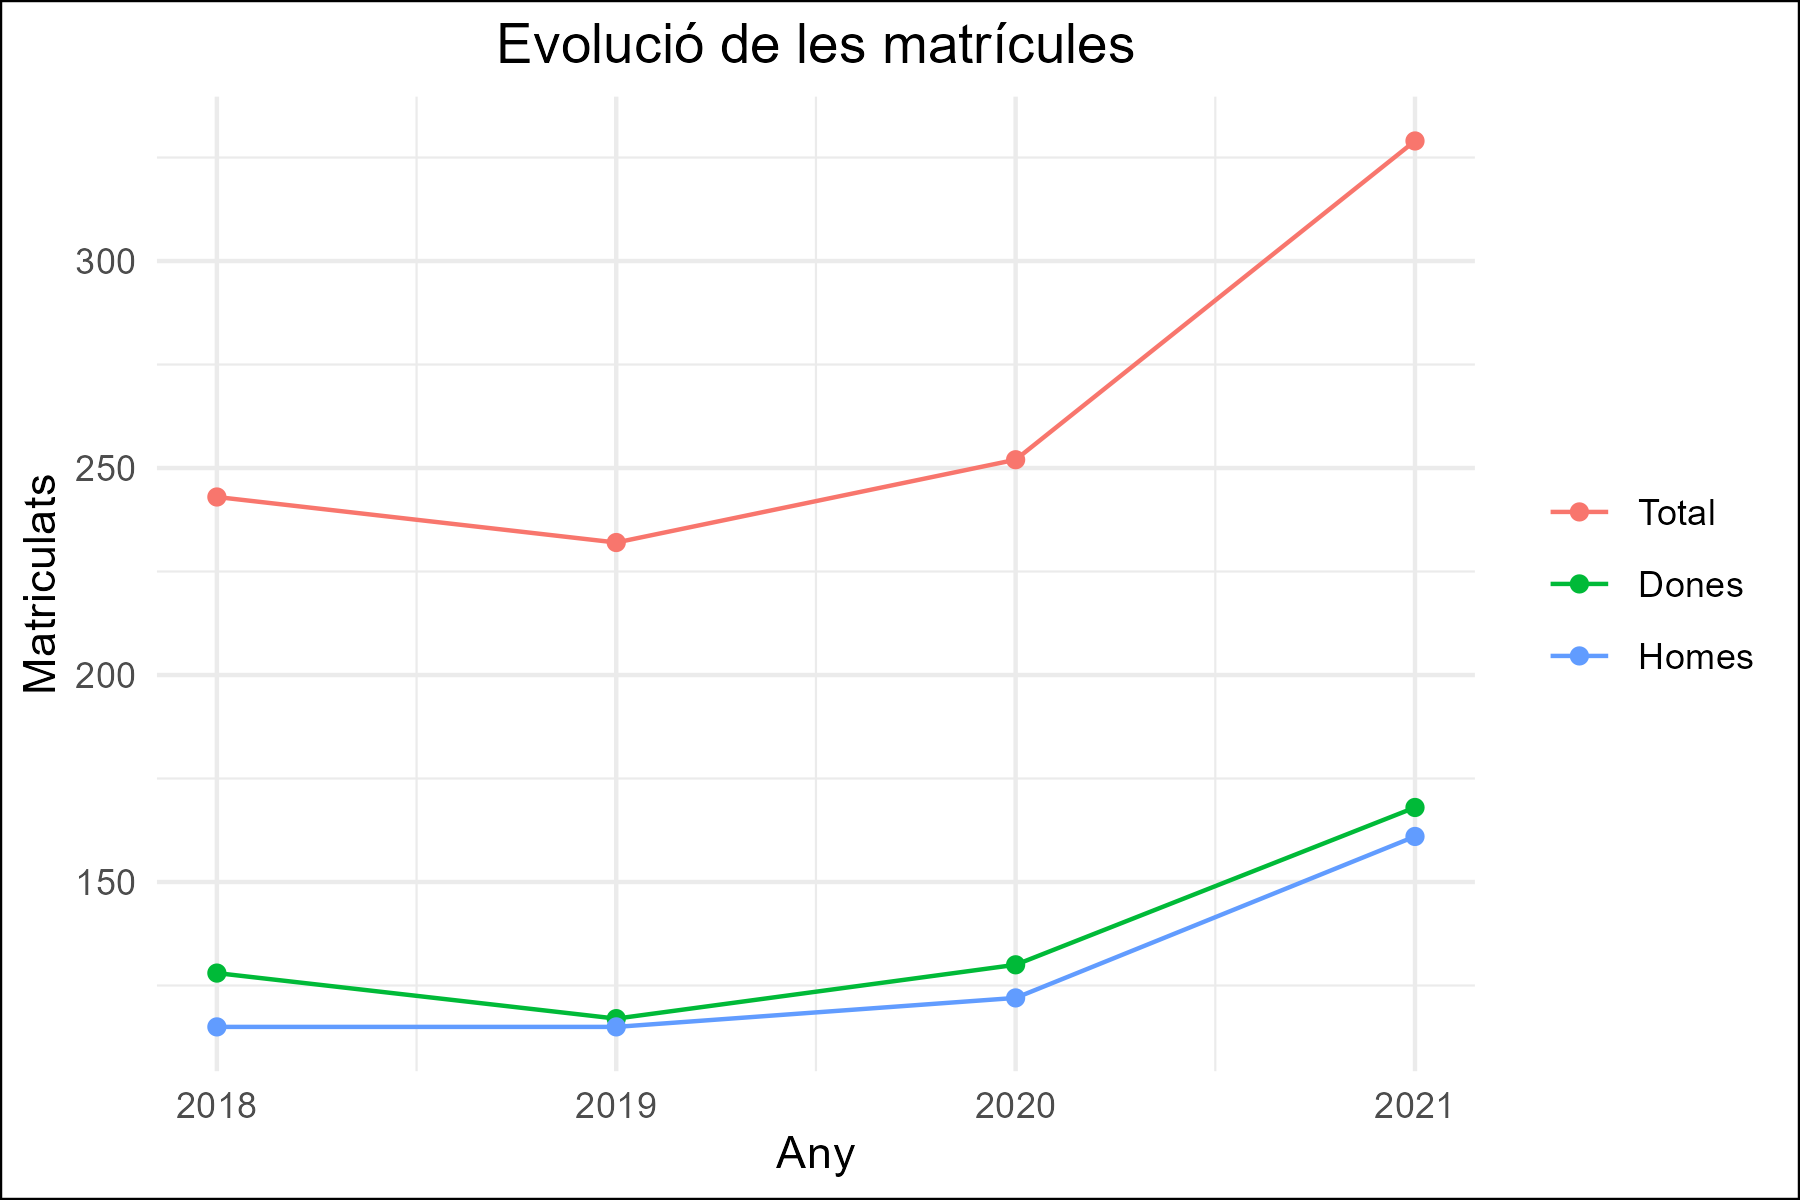 Evolució de les matrícules
Matriculats
300
250
200
150
2018 2019 2020 2021
Any
Total
Dones
Homes